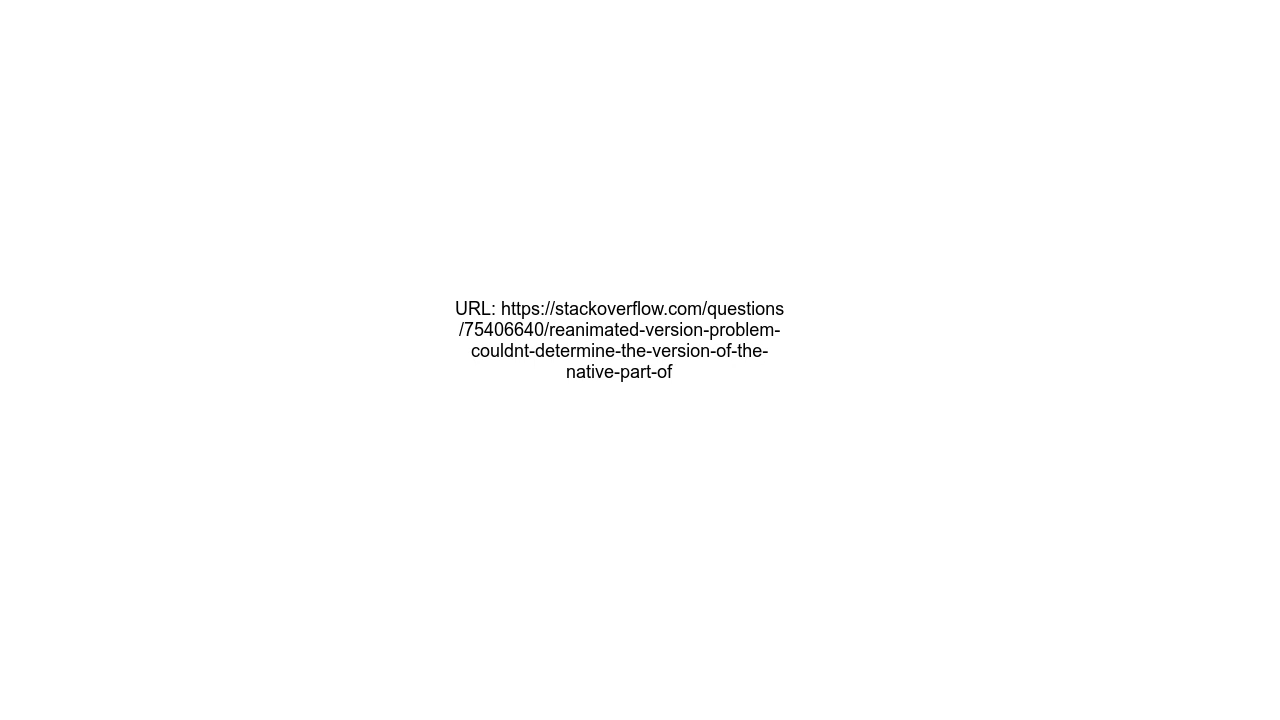 URL: https://stackoverflow.com/questions
/75406640/reanimated-version-problem-
couldnt-determine-the-version-of-the-
native-part-of